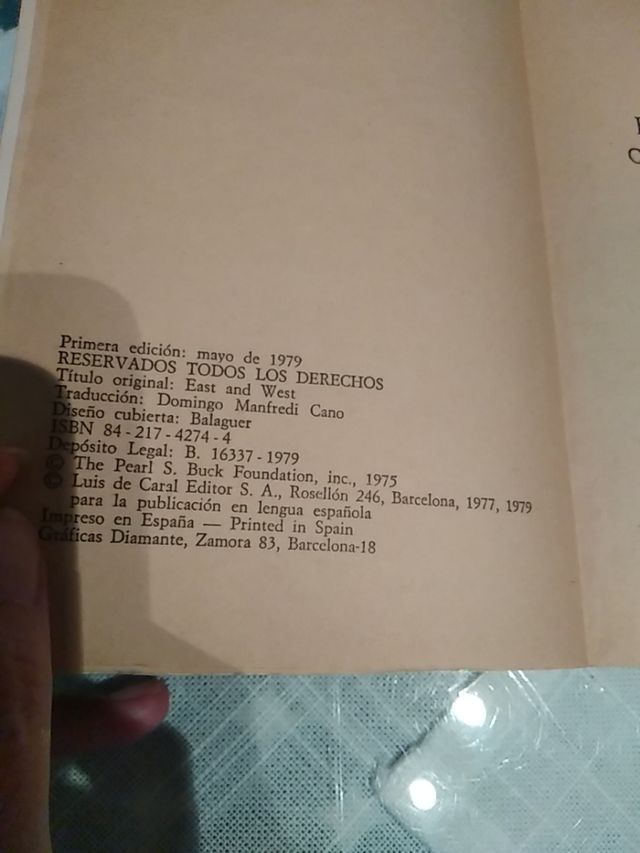 Primera edición: mayo de 1979
RESERVADOS TODOS LOS DERECHOS
Título original: East and West
Traducción: Domingo Manfredi Cano
Diseño cubierta: Balaguer
ISBN 84-217-4274-4
Depósito Legal: B. 16337-1979
© The Pearl S. Buck Foundation, inc., 1975
© Luis de Caral Editor S. A., Rosellón 246, Barcelona, 1977, 1979
para la publicación en lengua española
Impreso en España — Printed in Spain
Gráficas Diamante, Zamora 83, Barcelona-18